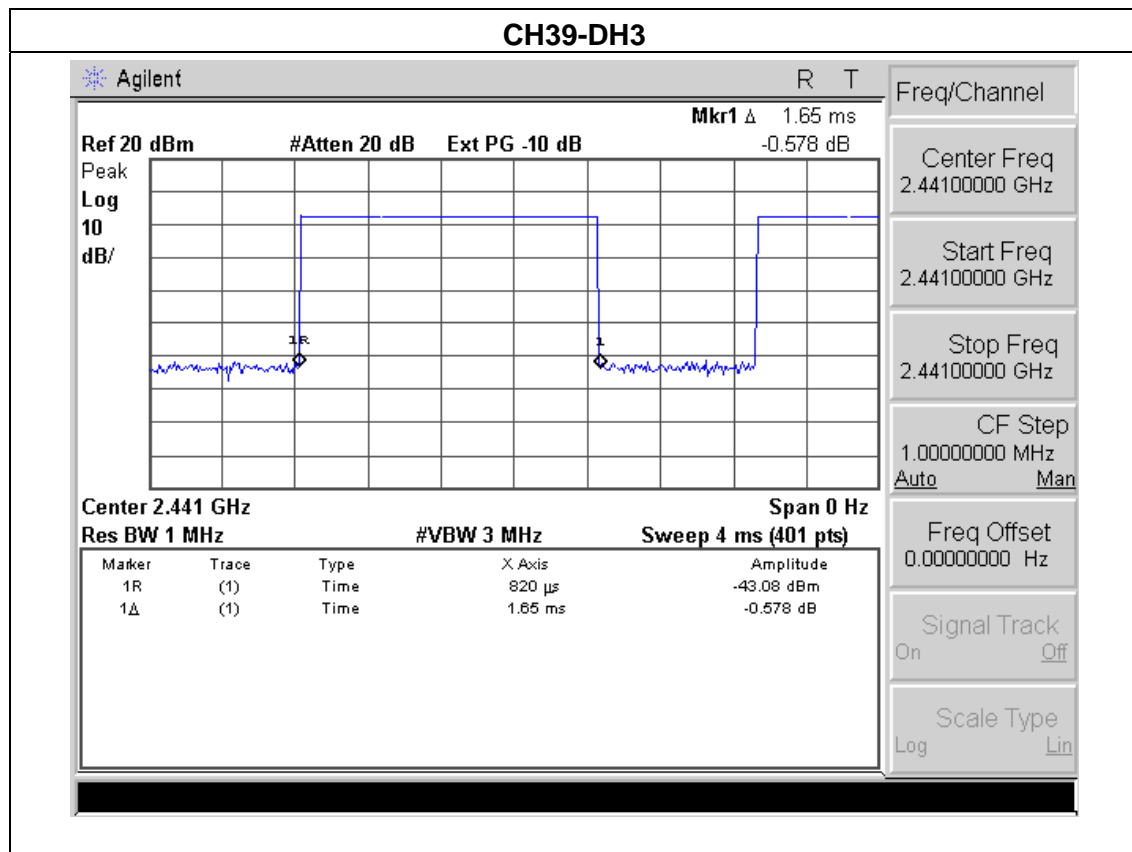 CH39-DH3
Agilent R T
Mkr1 Δ 1.65 ms
Ref 20 dBm #Atten 20 dB Ext PG -10 dB -0.578 dB
Peak
Log
10
dB/
1R
1
Center 2.441 GHz Span 0 Hz
Res BW 1 MHz #VBW 3 MHz Sweep 4 ms (401 pts)
Marker Trace Type X Axis Amplitude
1R (1) Time 820 µs -43.08 dBm
1Δ (1) Time 1.65 ms -0.578 dB
Freq/Channel
Center Freq
2.44100000 GHz
Start Freq
2.44100000 GHz
Stop Freq
2.44100000 GHz
CF Step
1.00000000 MHz
Auto Man
Freq Offset
0.00000000 Hz
Signal Track
On Off
Scale Type
Log Lin